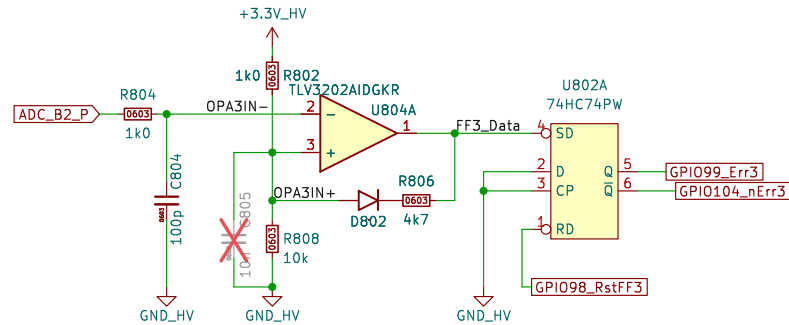 +3.3V_HV
R804
ADC_B2_P
0603
1k0
1k0
0603
R802
TLV3202AIDGKR
OPA3IN-
2
U804A
1
3
FF3_Data
U802A
74HC74PW
4
SD
2
D
Q
5
GPIO99_Err3
3
CP
Q
6
GPIO104_nErr3
1
RD
GPIO98_RstFF3
C804
0603
100p
C805
OPA3IN+
D802
R806
0603
4k7
0603
R808
10k
GND_HV
GND_HV
GND_HV